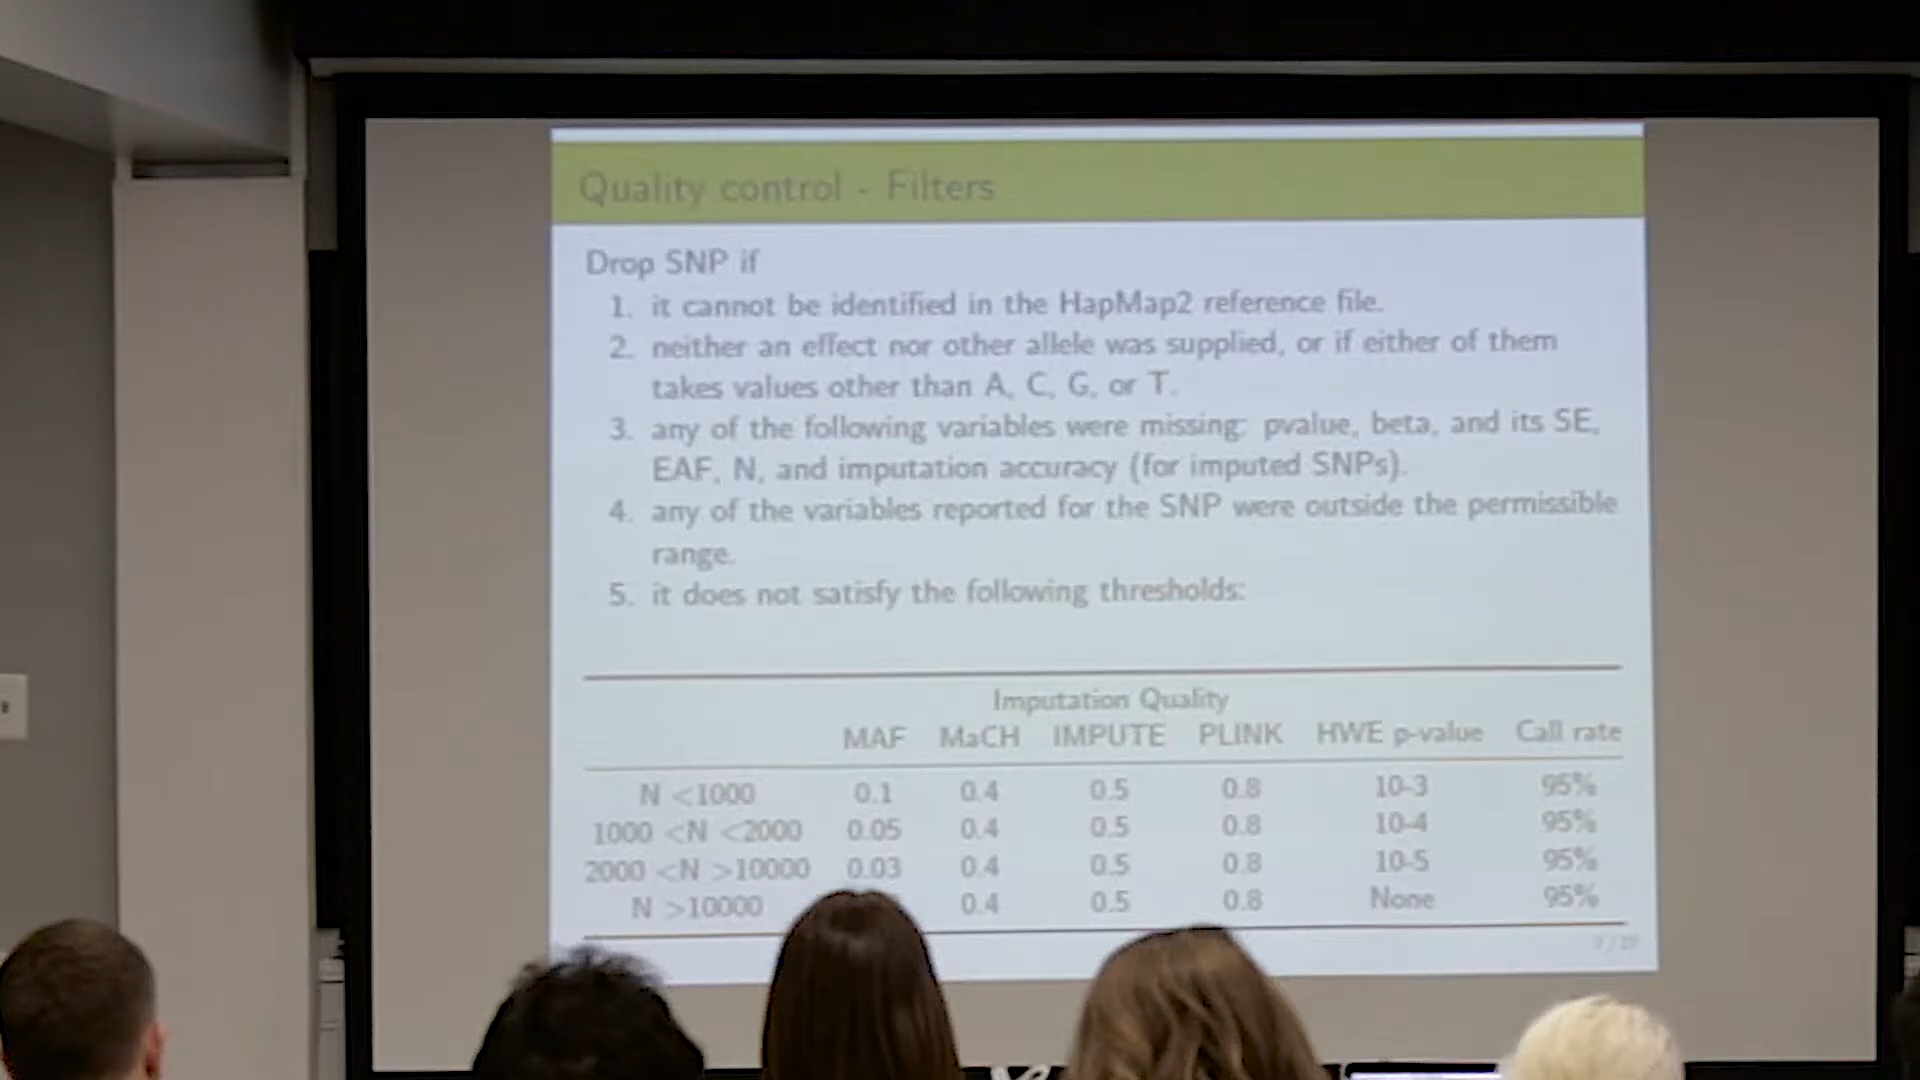 Quality control - Filters
Drop SNP if
1. it cannot be identified in the HapMap2 reference file.
2. neither an effect nor other allele was supplied, or if either of them
takes values other than A, C, G, or T.
3. any of the following variables were missing: pvalue, beta, and its SE,
EAF, N, and imputation accuracy (for imputed SNPs).
4. any of the variables reported for the SNP were outside the permissible
range.
5. it does not satisfy the following thresholds:
Imputation Quality
MAF MaCH IMPUTE PLINK HWE p-value Call rate
N <1000 0.1 0.4 0.5 0.8 10-3 95%
1000 <N <2000 0.05 0.4 0.5 0.8 10-4 95%
2000 <N >10000 0.03 0.4 0.5 0.8 10-5 95%
N >10000 0.4 0.5 0.8 None 95%